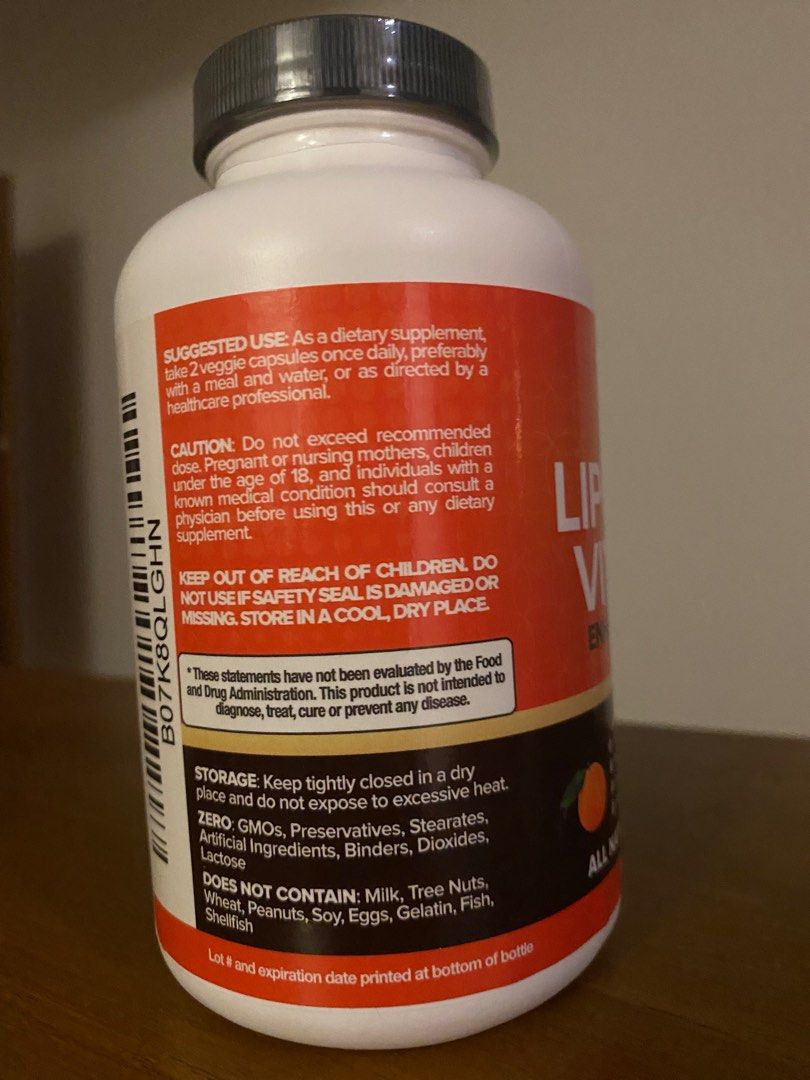 SUGGESTED USE: As a dietary supplement,
take 2 veggie capsules once daily, preferably
with a meal and water, or as directed by a
healthcare professional.
CAUTION: Do not exceed recommended
dose. Pregnant or nursing mothers, children
under the age of 18, and individuals with a
known medical condition should consult a
physician before using this or any dietary
supplement.
KEEP OUT OF REACH OF CHILDREN. DO
NOT USE IF SAFETY SEAL IS DAMAGED OR
MISSING. STORE IN A COOL, DRY PLACE.
*These statements have not been evaluated by the Food
and Drug Administration. This product is not intended to
diagnose, treat, cure or prevent any disease.
STORAGE: Keep tightly closed in a dry
place and do not expose to excessive heat.
ZERO: GMOs, Preservatives, Stearates,
Artificial Ingredients, Binders, Dioxides,
Lactose
DOES NOT CONTAIN: Milk, Tree Nuts,
Wheat, Peanuts, Soy, Eggs, Gelatin, Fish,
Shellfish
Lot # and expiration date printed at bottom of bottle
B07K8QLGHN
LIP
VI
EN
ALL